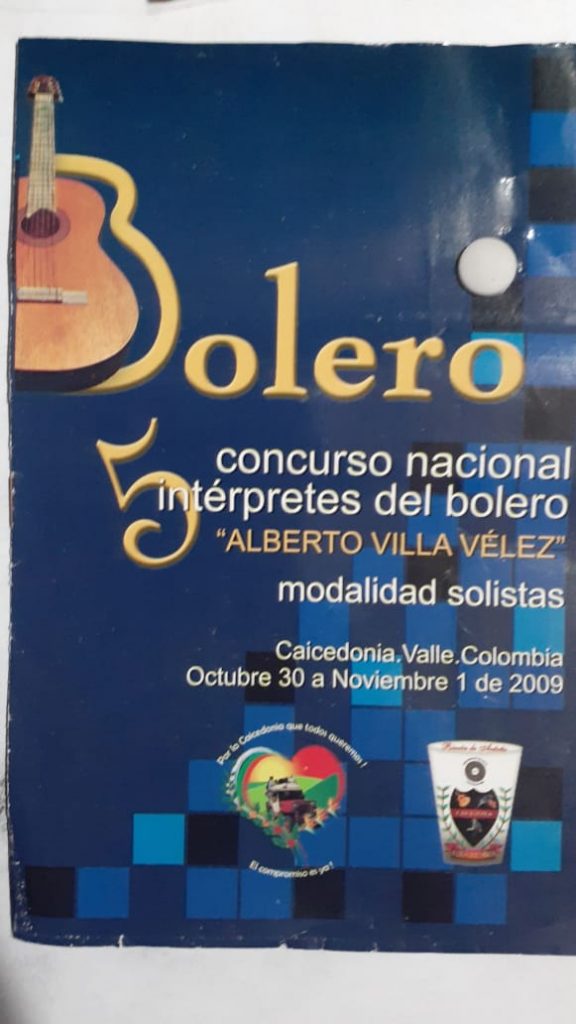 Bolero
5 concurso nacional
intérpretes del bolero
"ALBERTO VILLA VÉLEZ"
modalidad solistas
Caicedonia.Valle.Colombia
Octubre 30 a Noviembre 1 de 2009
Por la Caicedonia que todos queremos !
El compromiso es ya !